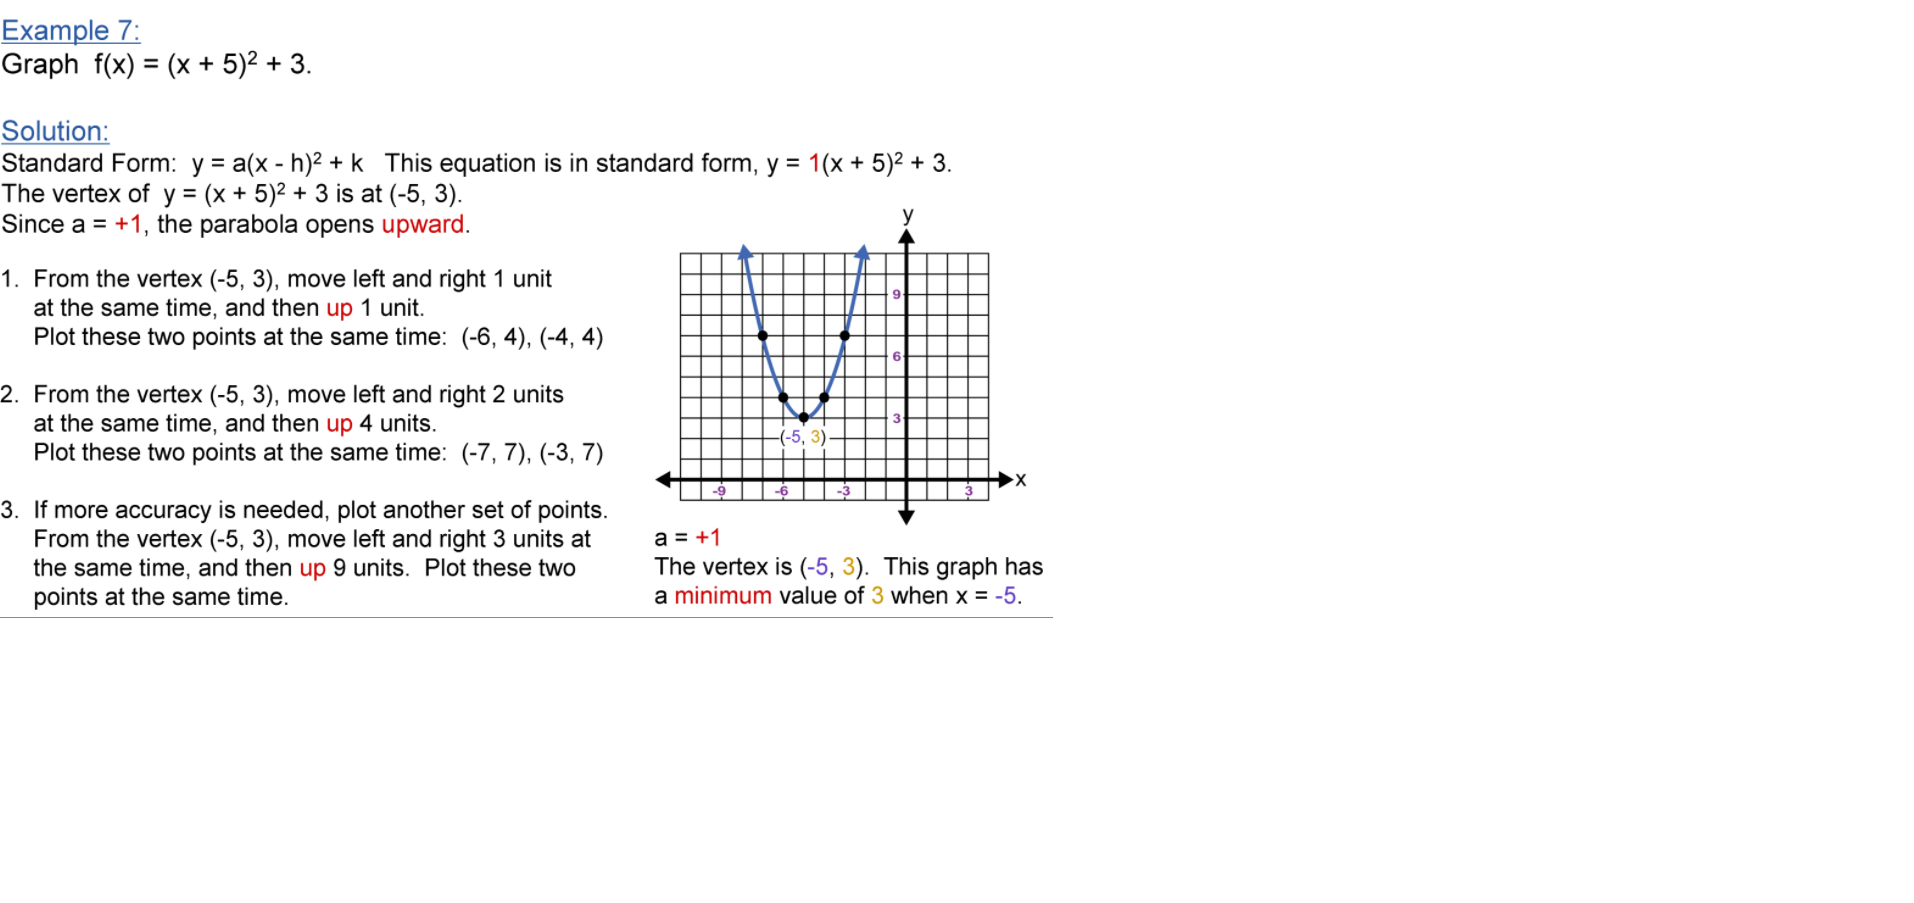 Example 7:
Graph f(x) = (x + 5)² + 3.
Solution:
Standard Form: y = a(x - h)² + k This equation is in standard form, y = 1(x + 5)² + 3.
The vertex of y = (x + 5)² + 3 is at (-5, 3).
Since a = +1, the parabola opens upward.
1. From the vertex (-5, 3), move left and right 1 unit
at the same time, and then up 1 unit.
Plot these two points at the same time: (-6, 4), (-4, 4)
2. From the vertex (-5, 3), move left and right 2 units
at the same time, and then up 4 units.
Plot these two points at the same time: (-7, 7), (-3, 7)
3. If more accuracy is needed, plot another set of points.
From the vertex (-5, 3), move left and right 3 units at
the same time, and then up 9 units. Plot these two
points at the same time.
y
9
6
3
(-5, 3)
x
-9 -6 -3 3
a = +1
The vertex is (-5, 3). This graph has
a minimum value of 3 when x = -5.